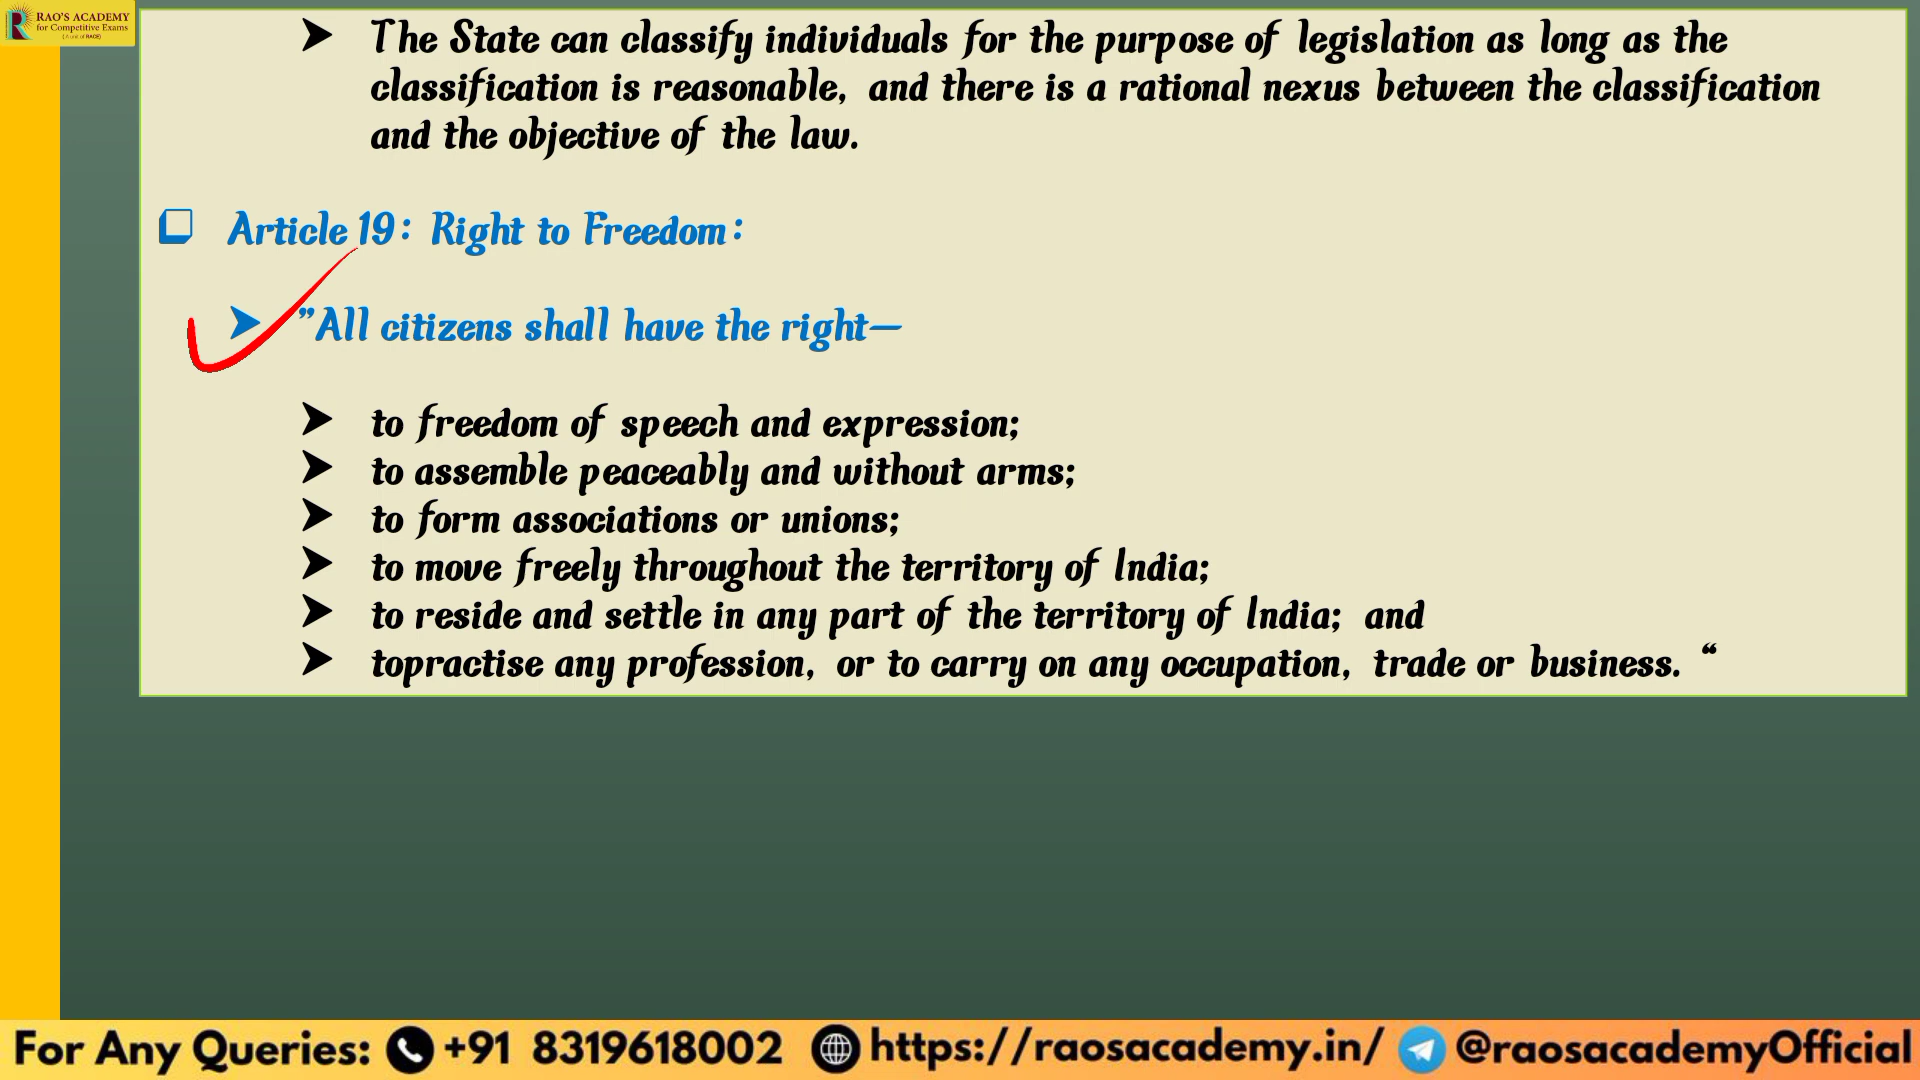 RAO'S ACADEMY
for Competitive Exams
(A unit of RACE)
The State can classify individuals for the purpose of legislation as long as the
classification is reasonable, and there is a rational nexus between the classification
and the objective of the law.
Article 19: Right to Freedom:
"All citizens shall have the right—
to freedom of speech and expression;
to assemble peaceably and without arms;
to form associations or unions;
to move freely throughout the territory of India;
to reside and settle in any part of the territory of India; and
topractise any profession, or to carry on any occupation, trade or business. "
For Any Queries: +91 8319618002 https://raosacademy.in/ @raosacademyOfficial